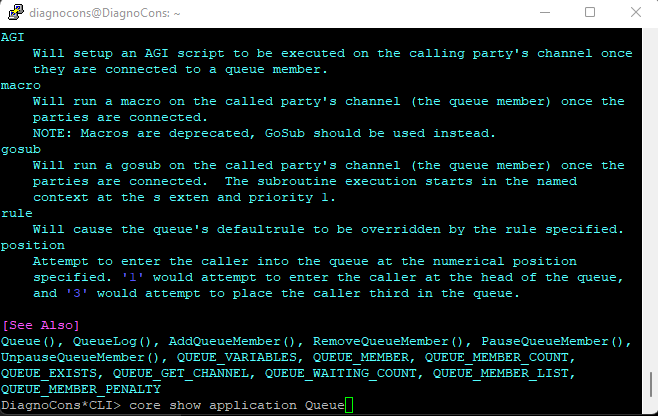 diagnocons@DiagnoCons: ~
AGI
Will setup an AGI script to be executed on the calling party's channel once
they are connected to a queue member.
macro
Will run a macro on the called party's channel (the queue member) once the
parties are connected.
NOTE: Macros are deprecated, GoSub should be used instead.
gosub
Will run a gosub on the called party's channel (the queue member) once the
parties are connected.  The subroutine execution starts in the named
context at the s exten and priority 1.
rule
Will cause the queue's defaultrule to be overridden by the rule specified.
position
Attempt to enter the caller into the queue at the numerical position
specified. '1' would attempt to enter the caller at the head of the queue,
and '3' would attempt to place the caller third in the queue.
[See Also]
Queue(), QueueLog(), AddQueueMember(), RemoveQueueMember(), PauseQueueMember(),
UnpauseQueueMember(), QUEUE_VARIABLES, QUEUE_MEMBER, QUEUE_MEMBER_COUNT,
QUEUE_EXISTS, QUEUE_GET_CHANNEL, QUEUE_WAITING_COUNT, QUEUE_MEMBER_LIST,
QUEUE_MEMBER_PENALTY
DiagnoCons*CLI> core show application Queue